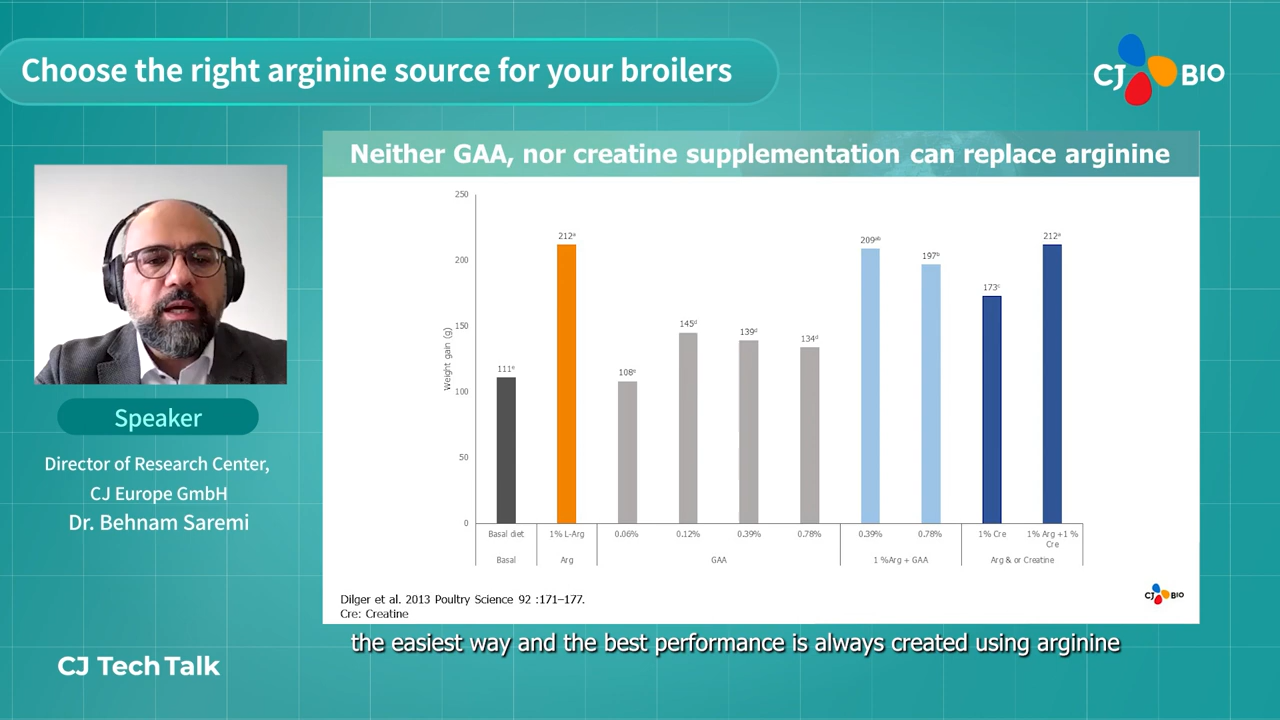 Choose the right arginine source for your broilers
CJ BIO
Neither GAA, nor creatine supplementation can replace arginine
Speaker
Director of Research Center,
CJ Europe GmbH
Dr. Behnam Saremi
Weight gain (g)
250
200
150
100
50
0
111ᵉ
212ᵃ
108ᵉ
145ᵈ
139ᵈ
134ᵈ
209ᵃᵇ
197ᵇ
173ᶜ
212ᵃ
Basal diet
1% L-Arg
0.06%
0.12%
0.39%
0.78%
0.39%
0.78%
1% Cre
1% Arg +1 %
Cre
Basal
Arg
GAA
1 %Arg + GAA
Arg & or Creatine
Dilger et al. 2013 Poultry Science 92 :171–177.
Cre: Creatine
CJ BIO
the easiest way and the best performance is always created using arginine
CJ Tech Talk